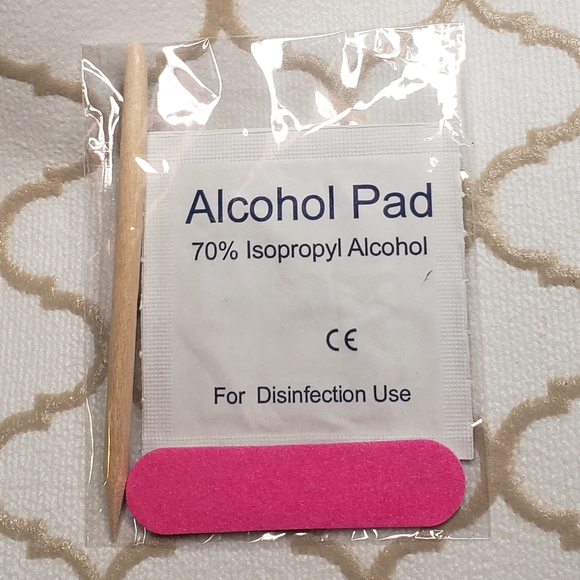 Alcohol Pad
70% Isopropyl Alcohol
CE
For Disinfection Use